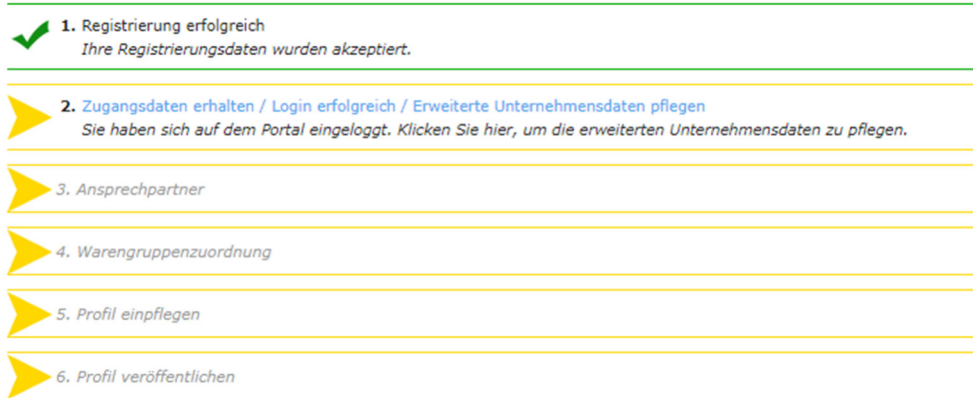 1. Registrierung erfolgreich
Ihre Registrierungsdaten wurden akzeptiert.
2. Zugangsdaten erhalten / Login erfolgreich / Erweiterte Unternehmensdaten pflegen
Sie haben sich auf dem Portal eingeloggt. Klicken Sie hier, um die erweiterten Unternehmensdaten zu pflegen.
3. Ansprechpartner
4. Warengruppenzuordnung
5. Profil einpflegen
6. Profil veröffentlichen